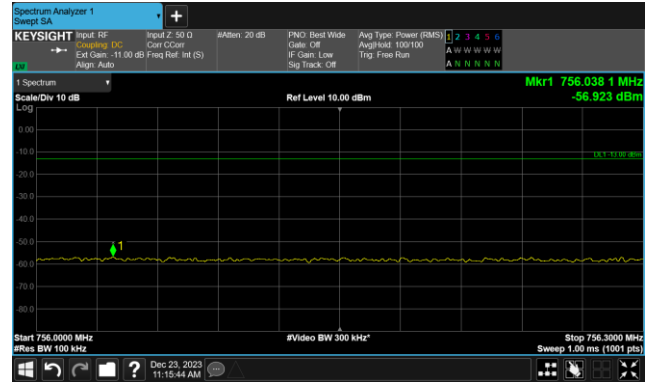 Spectrum Analyzer 1
Swept SA
+
KEYSIGHT Input: RF Input Z: 50 Ω #Atten: 20 dB PNO: Best Wide Avg Type: Power (RMS) 1 2 3 4 5 6
Coupling: DC Corr CCorr Gate: Off Avg|Hold: 100/100 A W W W W W
Ext Gain: -11.00 dB Freq Ref: Int (S) IF Gain: Low Trig: Free Run
Align: Auto Sig Track: Off A N N N N N
1 Spectrum Mkr1 756.038 1 MHz
Scale/Div 10 dB Ref Level 10.00 dBm -56.923 dBm
Log
0.00
-10.0
DL1 -13.00 dBm
-20.0
-30.0
-40.0
-50.0
1
-60.0
-70.0
-80.0
Start 756.0000 MHz #Video BW 300 kHz* Stop 756.3000 MHz
#Res BW 100 kHz Sweep 1.00 ms (1001 pts)
? Dec 23, 2023
11:15:44 AM